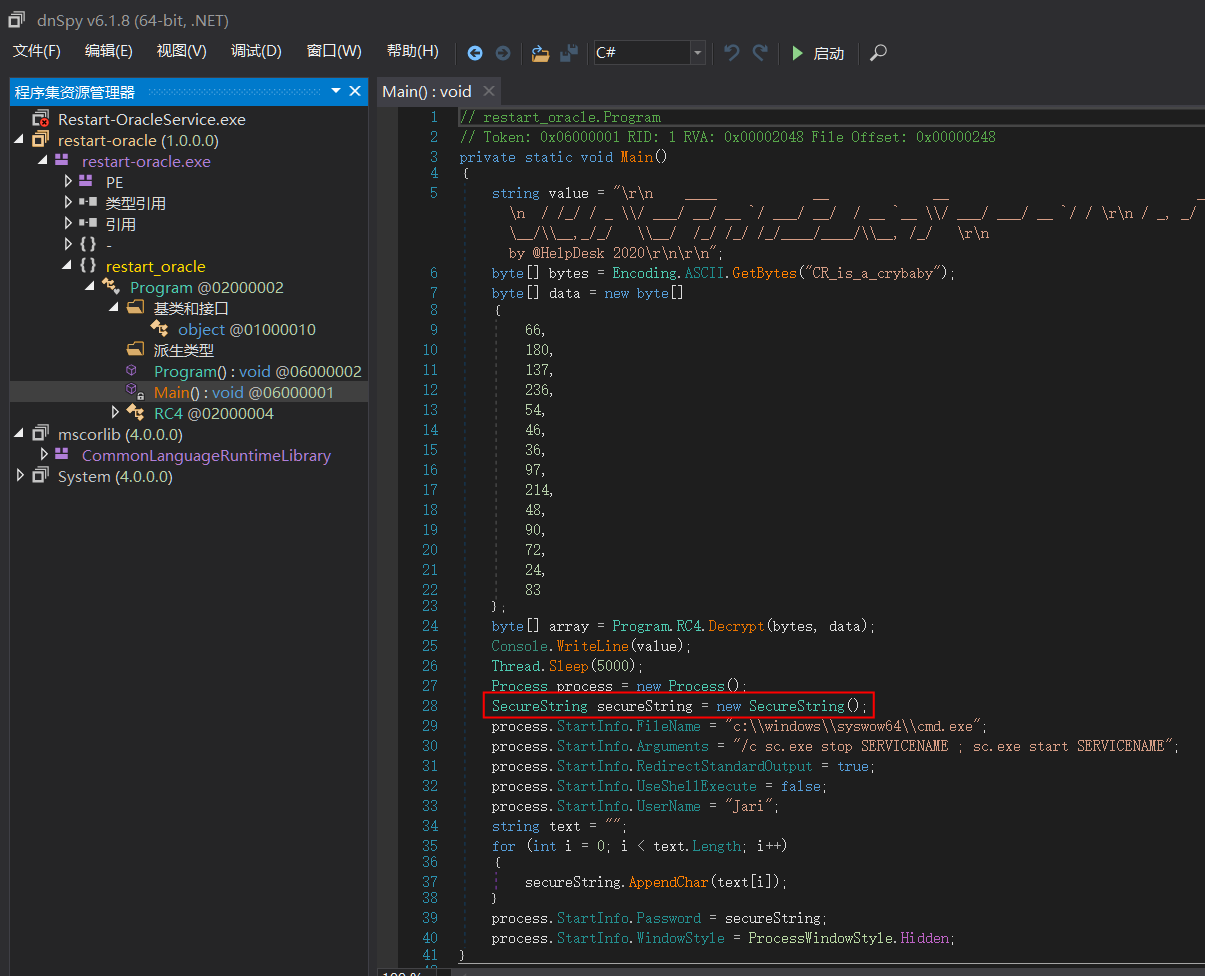 dnSpy v6.1.8 (64-bit, .NET)
文件(F) 编辑(E) 视图(V) 调试(D) 窗口(W) 帮助(H) C# 启动
程序集资源管理器
Restart-OracleService.exe
restart-oracle (1.0.0.0)
restart-oracle.exe
PE
类型引用
引用
{ } -
{ } restart_oracle
Program @02000002
基类和接口
object @01000010
派生类型
Program() : void @06000002
Main() : void @06000001
RC4 @02000004
mscorlib (4.0.0.0)
CommonLanguageRuntimeLibrary
System (4.0.0.0)
Main() : void
1 // restart_oracle.Program
2 // Token: 0x06000001 RID: 1 RVA: 0x00002048 File Offset: 0x00000248
3 private static void Main()
4 {
5 string value = "\r\n ____ __ __ _
\n / /_/ / _ \\/ ___/ __/ __ `/ ___/ __/ / __ `__ \\/ ___/ ___/ __ `/ / \r\n / _, _/
\__/\\__,_/_/ \\__/ /_/ /_/ /_/____/____/\\__, /_/ \r\n
by @HelpDesk 2020\r\n\r\n";
6 byte[] bytes = Encoding.ASCII.GetBytes("CR_is_a_crybaby");
7 byte[] data = new byte[]
8 {
9 66,
10 180,
11 137,
12 236,
13 54,
14 46,
15 36,
16 97,
17 214,
18 48,
19 90,
20 72,
21 24,
22 83
23 };
24 byte[] array = Program.RC4.Decrypt(bytes, data);
25 Console.WriteLine(value);
26 Thread.Sleep(5000);
27 Process process = new Process();
28 SecureString secureString = new SecureString();
29 process.StartInfo.FileName = "c:\\windows\\syswow64\\cmd.exe";
30 process.StartInfo.Arguments = "/c sc.exe stop SERVICENAME ; sc.exe start SERVICENAME";
31 process.StartInfo.RedirectStandardOutput = true;
32 process.StartInfo.UseShellExecute = false;
33 process.StartInfo.UserName = "Jari";
34 string text = "";
35 for (int i = 0; i < text.Length; i++)
36 {
37 secureString.AppendChar(text[i]);
38 }
39 process.StartInfo.Password = secureString;
40 process.StartInfo.WindowStyle = ProcessWindowStyle.Hidden;
41 }